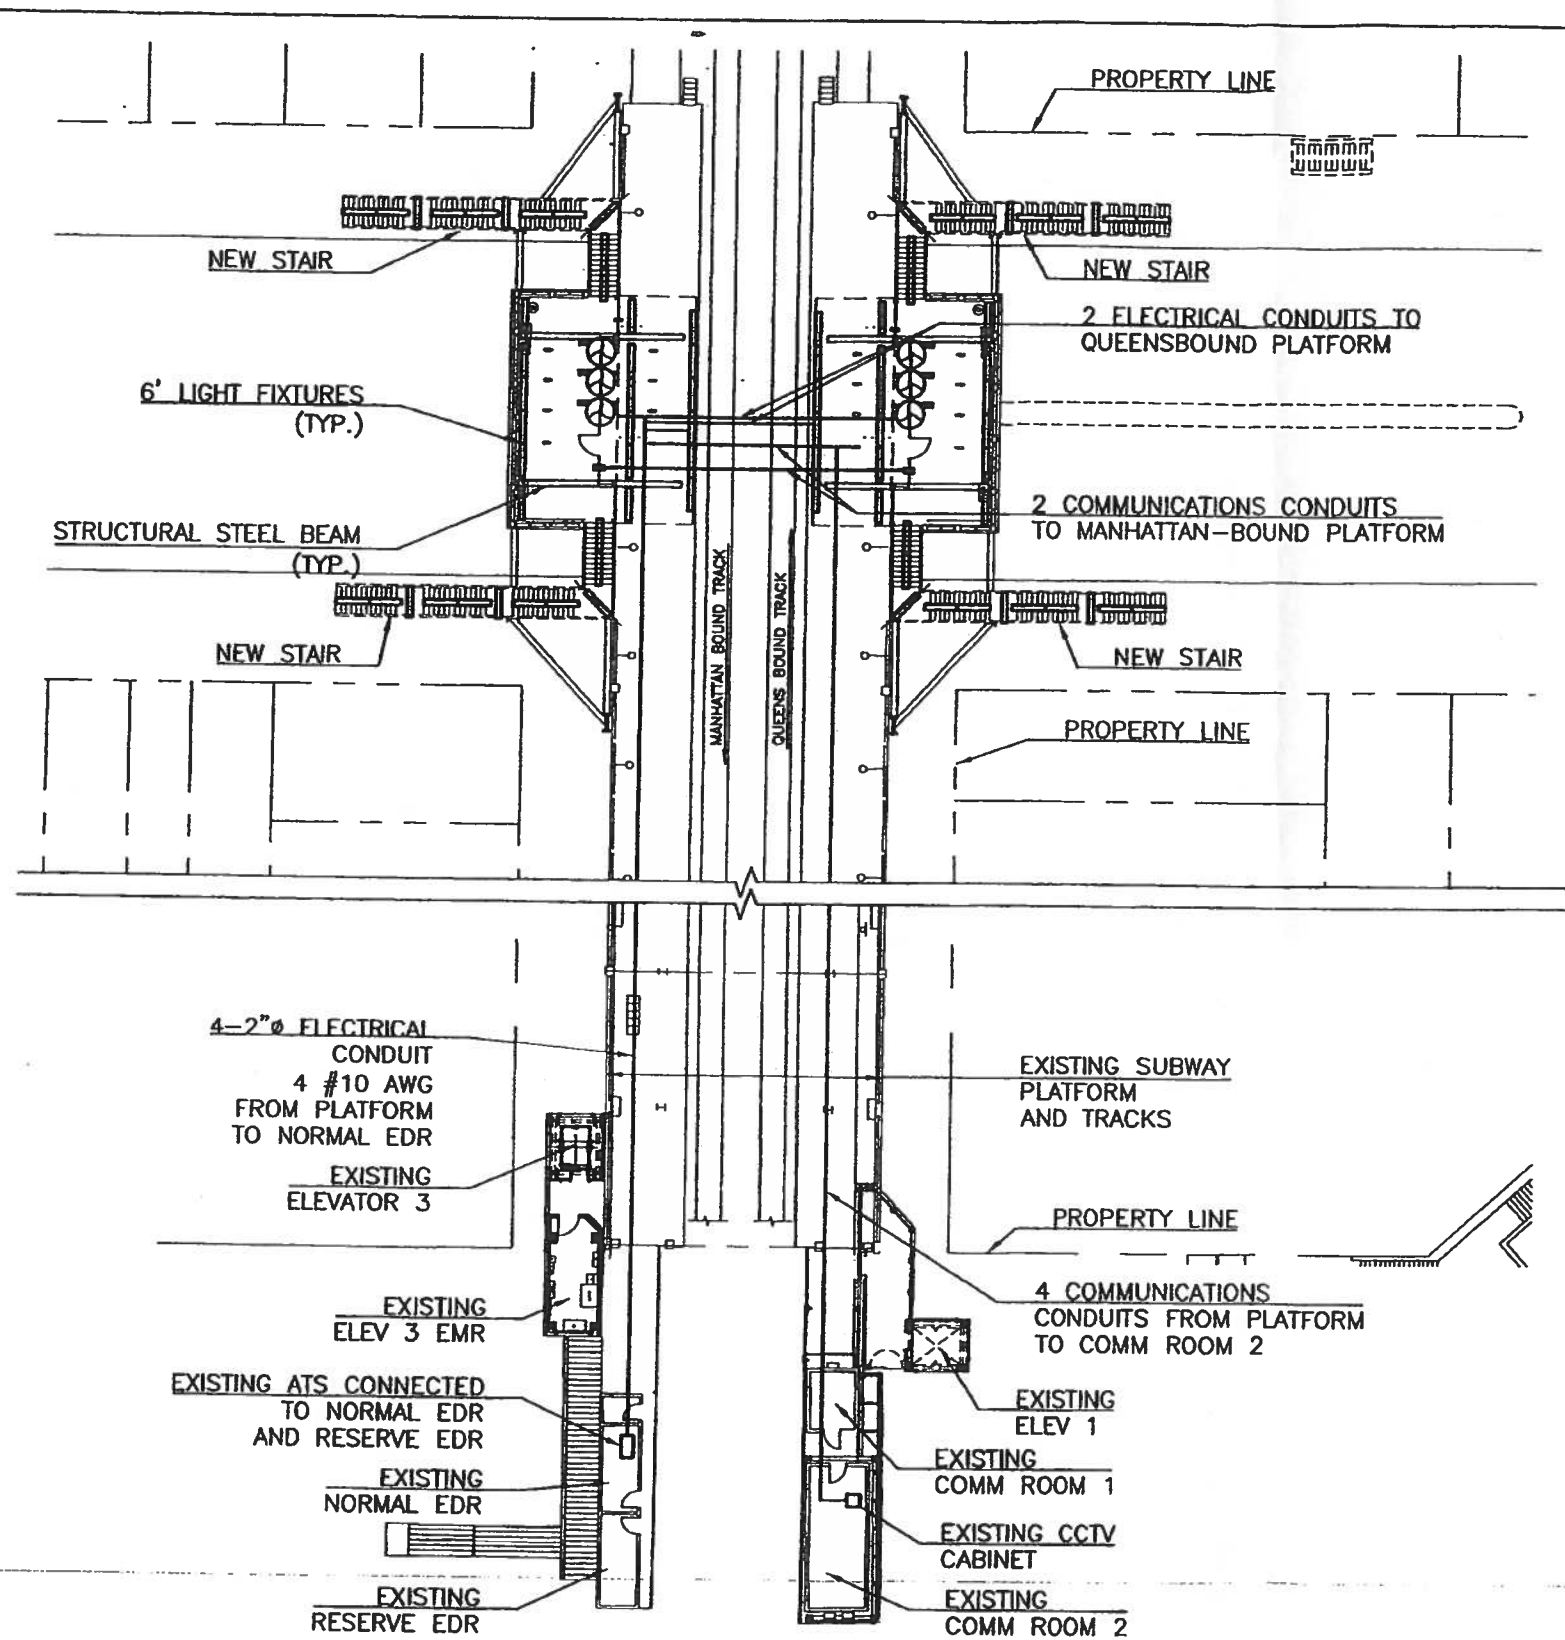 PROPERTY LINE
NEW STAIR
NEW STAIR
2 ELECTRICAL CONDUITS TO
QUEENSBOUND PLATFORM
6' LIGHT FIXTURES
(TYP.)
2 COMMUNICATIONS CONDUITS
TO MANHATTAN-BOUND PLATFORM
STRUCTURAL STEEL BEAM
(TYP.)
MANHATTAN BOUND TRACK
QUEENS BOUND TRACK
NEW STAIR
NEW STAIR
PROPERTY LINE
4-2"ø ELECTRICAL
CONDUIT
4 #10 AWG
FROM PLATFORM
TO NORMAL EDR
EXISTING SUBWAY
PLATFORM
AND TRACKS
EXISTING
ELEVATOR 3
PROPERTY LINE
EXISTING
ELEV 3 EMR
4 COMMUNICATIONS
CONDUITS FROM PLATFORM
TO COMM ROOM 2
EXISTING ATS CONNECTED
TO NORMAL EDR
AND RESERVE EDR
EXISTING
ELEV 1
EXISTING
COMM ROOM 1
EXISTING
NORMAL EDR
EXISTING CCTV
CABINET
EXISTING
RESERVE EDR
EXISTING
COMM ROOM 2